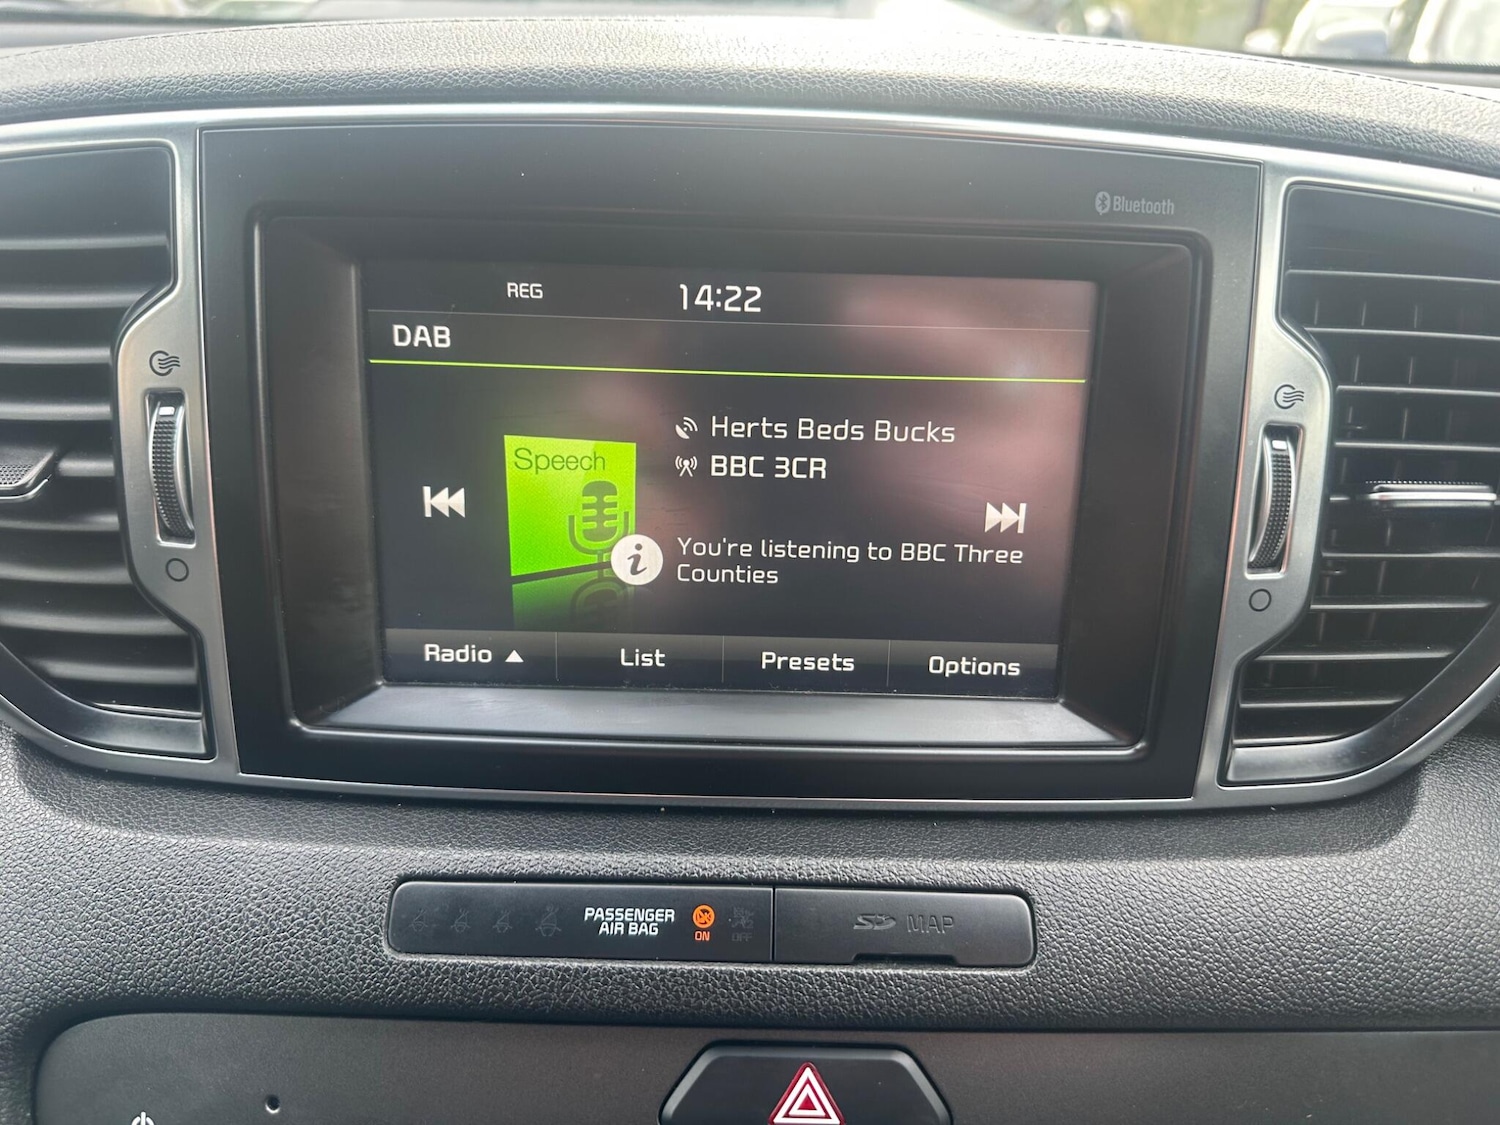 Bluetooth
REG
14:22
DAB
Herts Beds Bucks
Speech
BBC 3CR
You're listening to BBC Three
Counties
Radio
List
Presets
Options
PASSENGER
AIR BAG
ON
OFF
SD MAP